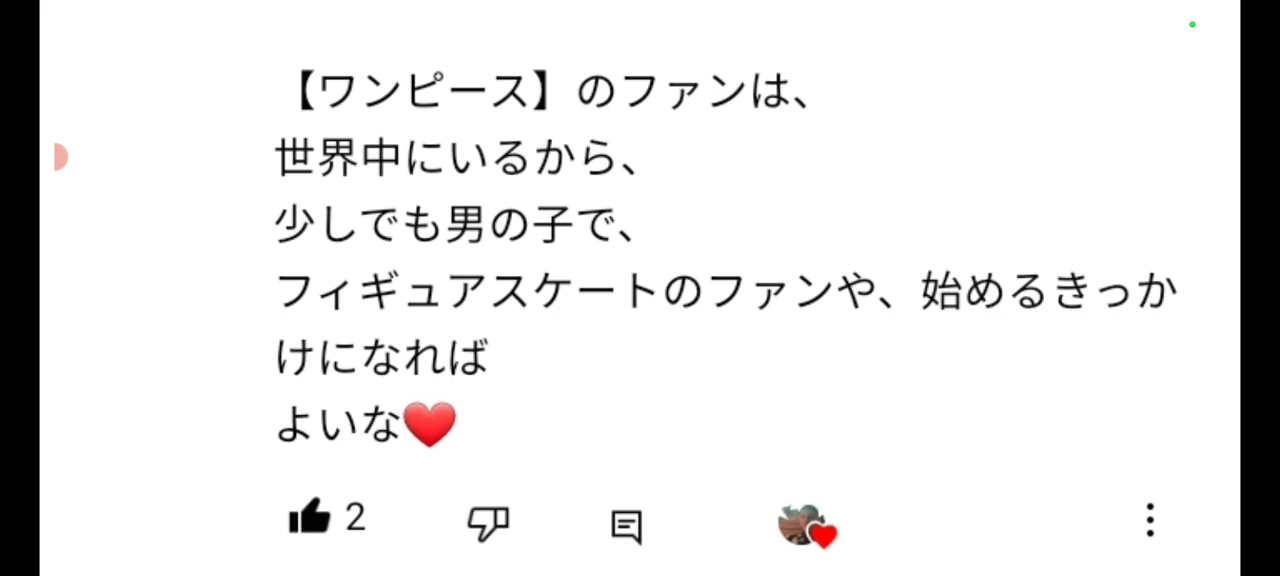 【ワンピース】のファンは、
世界中にいるから、
少しでも男の子で、
フィギュアスケートのファンや、始めるきっか
けになれば
よいな❤️
2